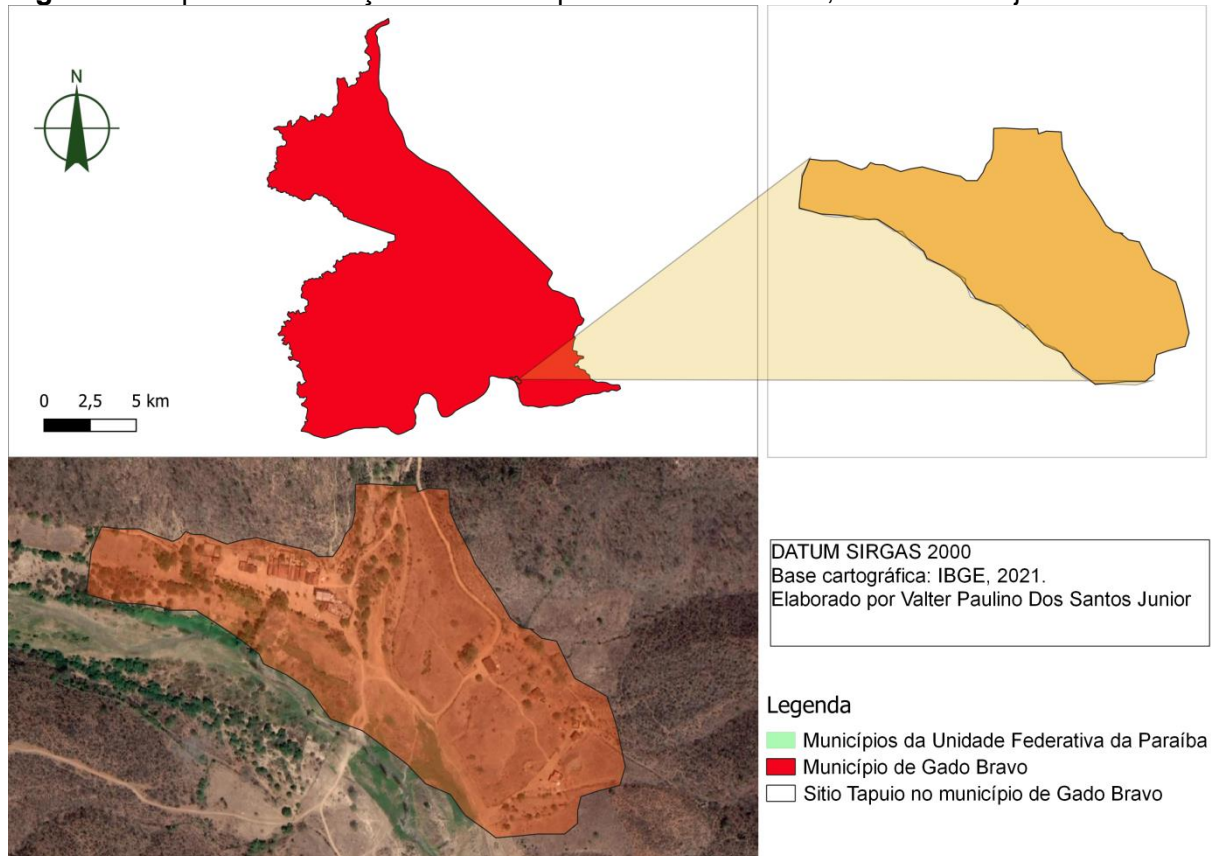 N
0 2,5 5 km
DATUM SIRGAS 2000
Base cartográfica: IBGE, 2021.
Elaborado por Valter Paulino Dos Santos Junior
Legenda
Municípios da Unidade Federativa da Paraíba
Município de Gado Bravo
Sitio Tapuio no município de Gado Bravo